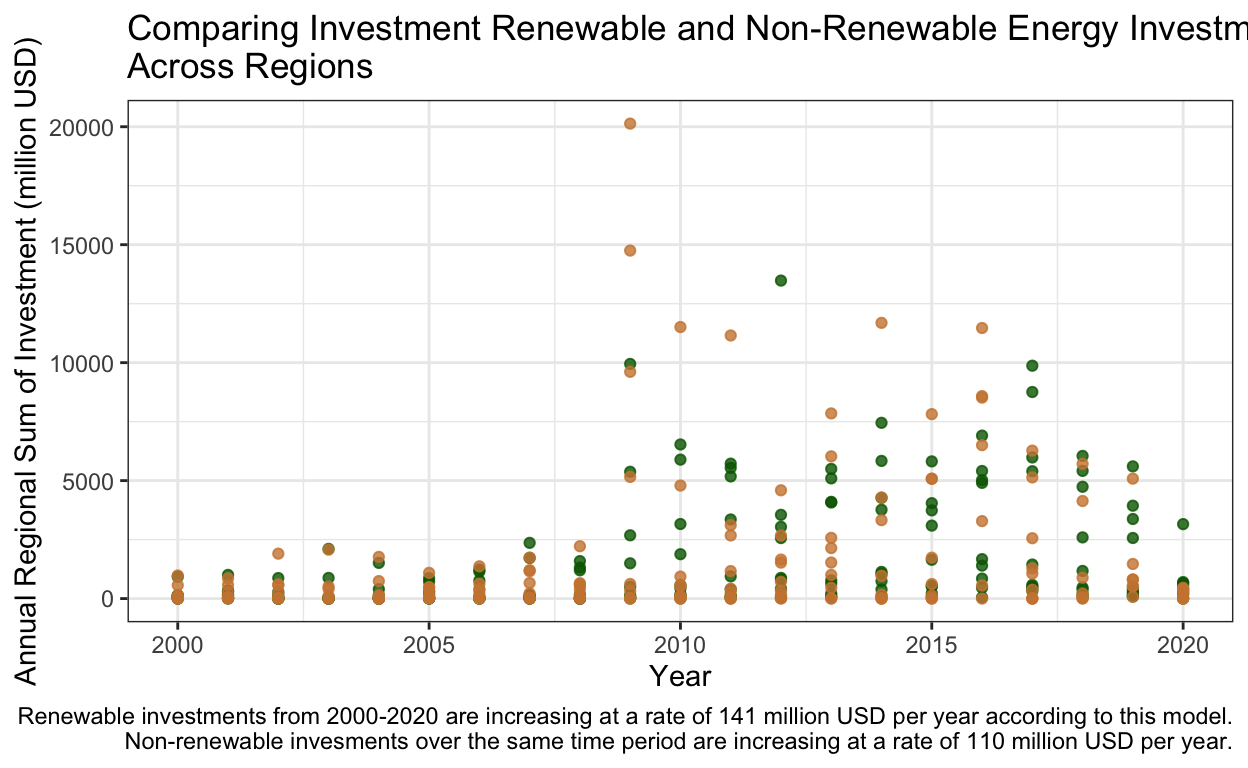 Comparing Investment Renewable and Non-Renewable Energy Investm
Across Regions
Annual Regional Sum of Investment (million USD)
20000
15000
10000
5000
0
2000
2005
2010
2015
2020
Year
Renewable investments from 2000-2020 are increasing at a rate of 141 million USD per year according to this model.
Non-renewable invesments over the same time period are increasing at a rate of 110 million USD per year.